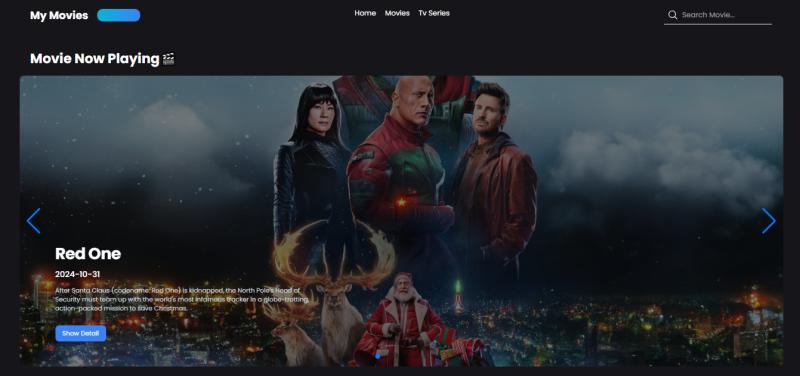 My Movies
Home Movies Tv Series
Search Movie...
Movie Now Playing
Red One
2024-10-31
After Santa Claus (codename: Red One) is kidnapped, the North Pole's Head of
Security must team up with the world's most infamous tracker in a globe-trotting,
action-packed mission to save Christmas.
Show Detail